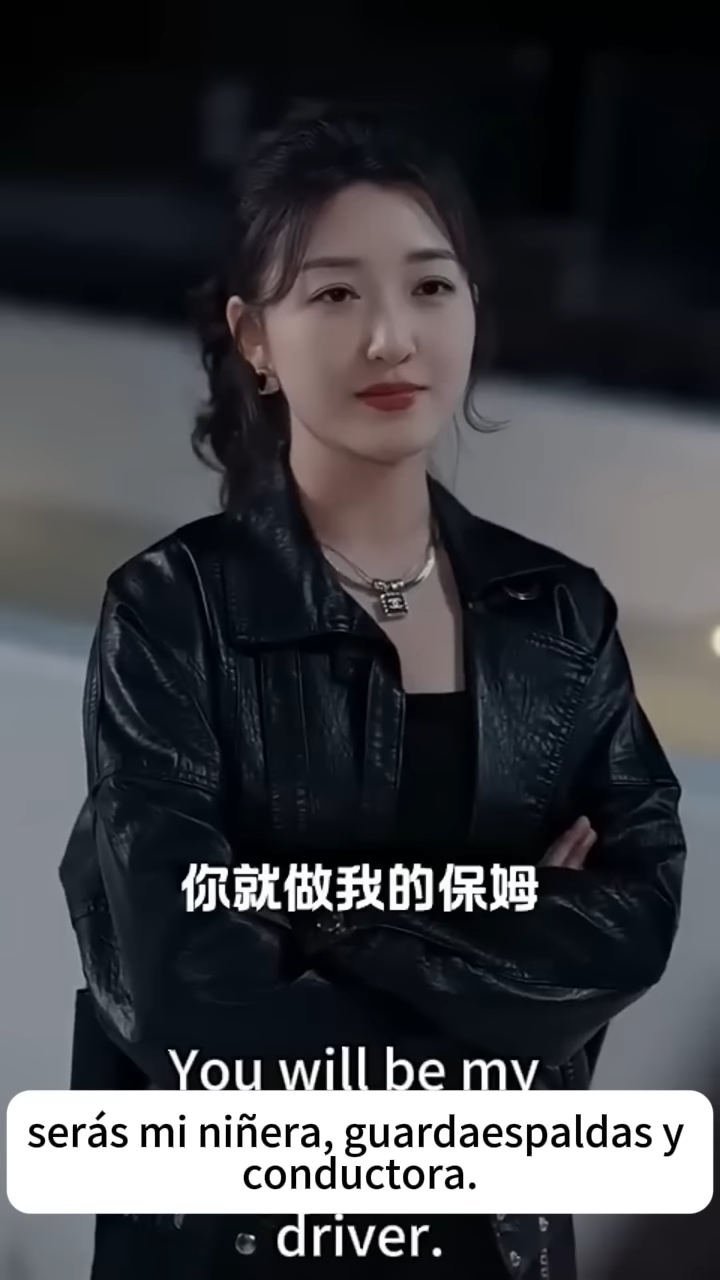 你就做我的保姆
You will be my
serás mi niñera, guardaespaldas y
conductora.
driver.